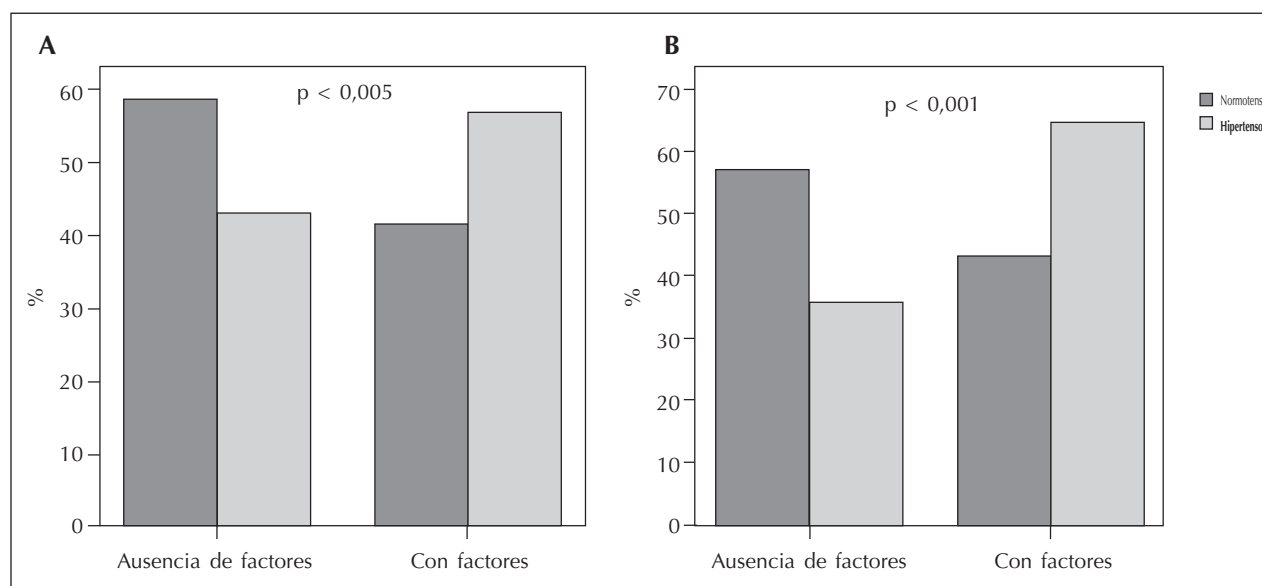 A
p < 0,005
%
60
50
40
30
20
10
0
Ausencia de factores
Con factores
B
p < 0,001
%
70
60
50
40
30
20
10
0
Ausencia de factores
Con factores
Normotens
Hipertenso